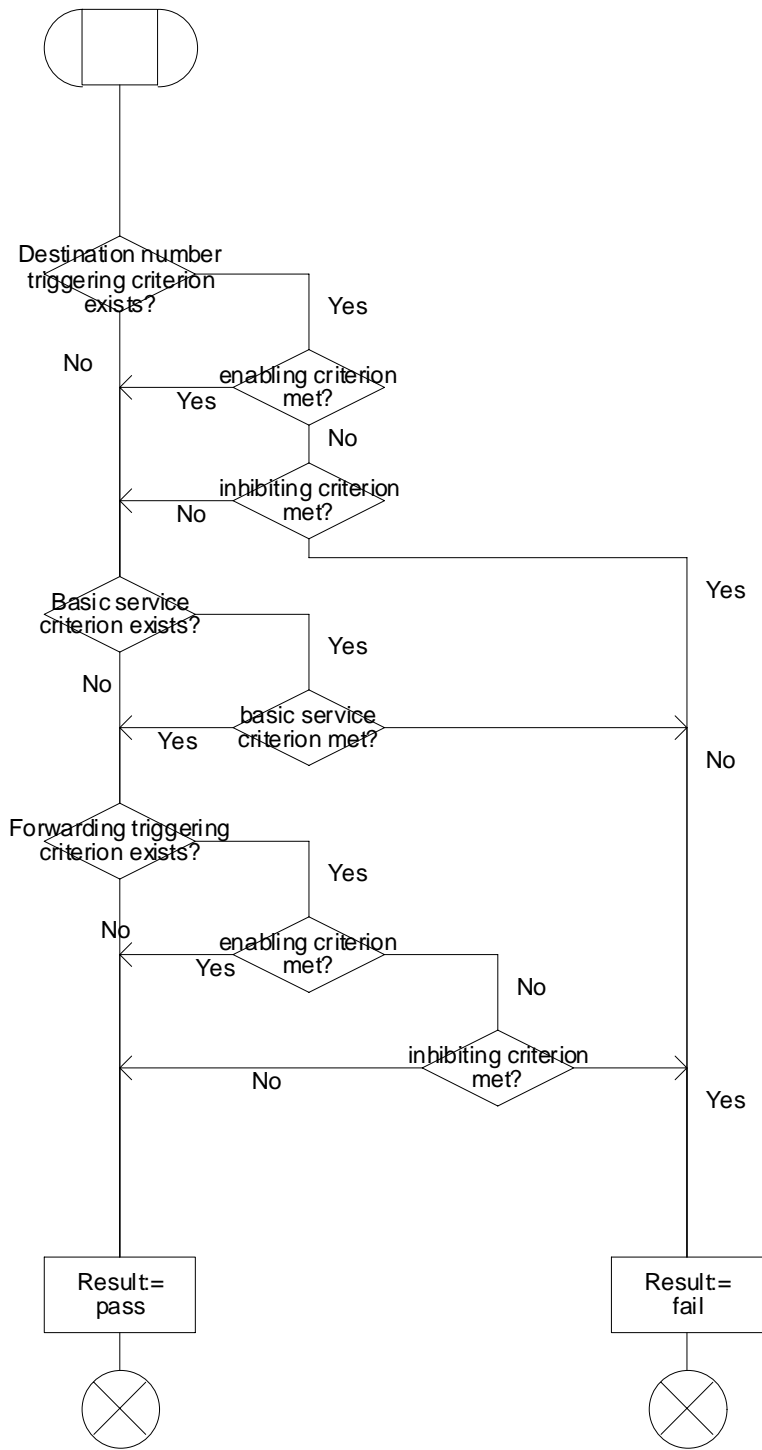 Destination number
triggering criterion
exists?
Yes
No
enabling criterion
met?
Yes
No
inhibiting criterion
met?
No
Yes
Basic service
criterion exists?
Yes
No
basic service
criterion met?
Yes
No
Forwarding triggering
criterion exists?
Yes
No
enabling criterion
met?
Yes
No
inhibiting criterion
met?
No
Yes
Result:=
pass
Result:=
fail